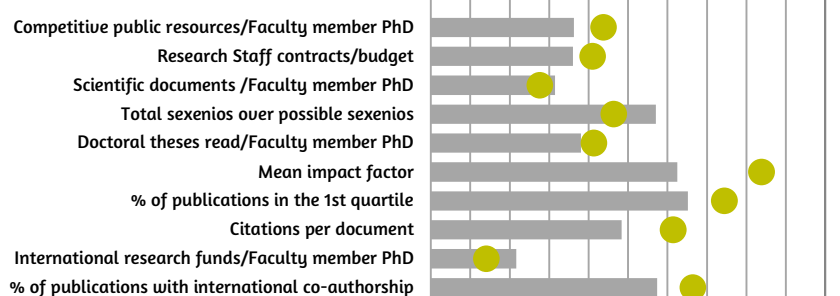 Competitive public resources/Faculty member PhD
Research Staff contracts/budget
Scientific documents /Faculty member PhD
Total sexenios over possible sexenios
Doctoral theses read/Faculty member PhD
Mean impact factor
% of publications in the 1st quartile
Citations per document
International research funds/Faculty member PhD
% of publications with international co-authorship